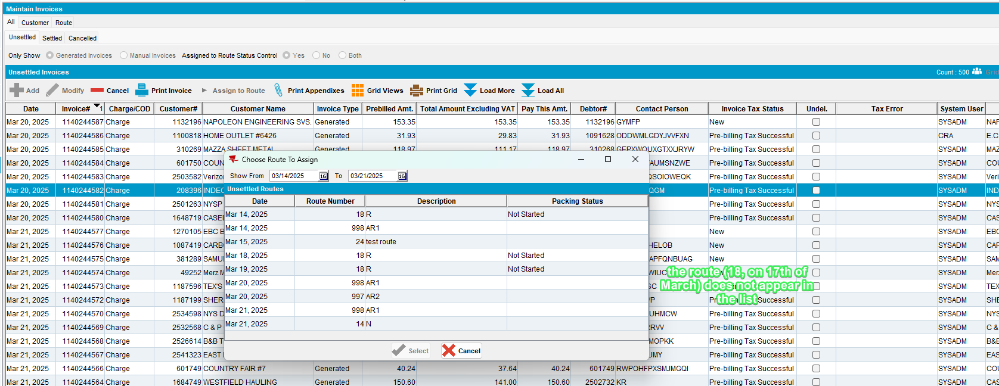 Maintain Invoices
All Customer Route
Unsettled Settled Cancelled
Only Show Generated Invoices Manual Invoices Assigned to Route Status Control Yes No Both
Unsettled Invoices Count : 500 Grid
Add Modify Cancel Print Invoice Assign to Route Print Appendixes Grid Views Print Grid Load More Load All
Date Invoice# 1 Charge/COD Customer# Customer Name Invoice Type Prebilled Amt. Total Amount Excluding VAT Pay This Amt. Debtor# Contact Person Invoice Tax Status Undel. Tax Error System User
Mar 20, 2025 1140244587 Charge 1132196 NAPOLEON ENGINEERING SVS. Generated 153.35 153.35 153.35 1132196 GYMFP New SYSADM NAP
Mar 20, 2025 1140244586 Charge 1100818 HOME OUTLET #6426 Generated 31.93 29.83 31.93 1091628 ODDWMLGDYJVVFXN Pre-billing Tax Successful CRA E.C.
Mar 20, 2025 1140244585 Charge 310269 MAZZA SHEET METAL Generated 118.97 111.17 118.97 310268 GEPXWOUXGTXXJRYW Pre-billing Tax Successful SYSADM MAZ
Mar 20, 2025 1140244584 Charge 601750 COUN AUMSNZWE Pre-billing Tax Successful SYSADM COU
Mar 20, 2025 1140244583 Charge 2503582 Verizon QSOIOWEQK Pre-billing Tax Successful SYSADM Veri
Mar 20, 2025 1140244582 Charge 208396 INDEC QGM Pre-billing Tax Successful SYSADM IND
Mar 20, 2025 1140244581 Charge 2501263 NYSP Pre-billing Tax Successful SYSADM NYS
Mar 20, 2025 1140244580 Charge 1648719 CASEL Pre-billing Tax Successful SYSADM CAS
Mar 21, 2025 1140244577 Charge 1270105 EBC B New SYSADM EBC
Mar 21, 2025 1140244576 Charge 1087419 CARB HELOB New SYSADM CAR
Mar 21, 2025 1140244575 Charge 381289 SAMU APFQNBUAG New SYSADM SAM
Mar 21, 2025 1140244574 Charge 49252 Merz M WIUC SYSADM Mer
Mar 21, 2025 1140244573 Charge 1187596 TEX'S GC SYSADM TEX
Mar 21, 2025 1140244572 Charge 1187199 SHER VP Pre-billing Tax Successful SYSADM SHE
Mar 21, 2025 1140244570 Charge 2534598 NYS D UHMCW Pre-billing Tax Successful SYSADM NYS
Mar 21, 2025 1140244569 Charge 2532568 C & P RRVV Pre-billing Tax Successful SYSADM C &
Mar 21, 2025 1140244568 Charge 2526614 B&B T MOPKK Pre-billing Tax Successful SYSADM B&B
Mar 21, 2025 1140244567 Charge 2541323 EAST UMY Pre-billing Tax Successful SYSADM EAS
Mar 21, 2025 1140244566 Charge 601749 COUNTRY FAIR #7 Generated 40.24 37.64 40.24 601749 RWPOHFPXSMJMGQI Pre-billing Tax Successful SYSADM COU
Mar 21, 2025 1140244564 Charge 1684749 WESTFIELD HAULING Generated 150.60 141.00 150.60 2502732 KR Pre-billing Tax Successful SYSADM CAS
Choose Route To Assign
Show From 03/14/2025 16 To 03/21/2025 16
Unsettled Routes
Date Route Number Description Packing Status
Mar 14, 2025 18 R Not Started
Mar 14, 2025 998 AR1
Mar 15, 2025 24 test route
Mar 18, 2025 18 R Not Started
Mar 19, 2025 18 R Not Started
Mar 20, 2025 998 AR1
Mar 20, 2025 997 AR2
Mar 21, 2025 998 AR1
Mar 21, 2025 14 N
Select Cancel
the route (18, on 17th of
March) does not appear in
the list